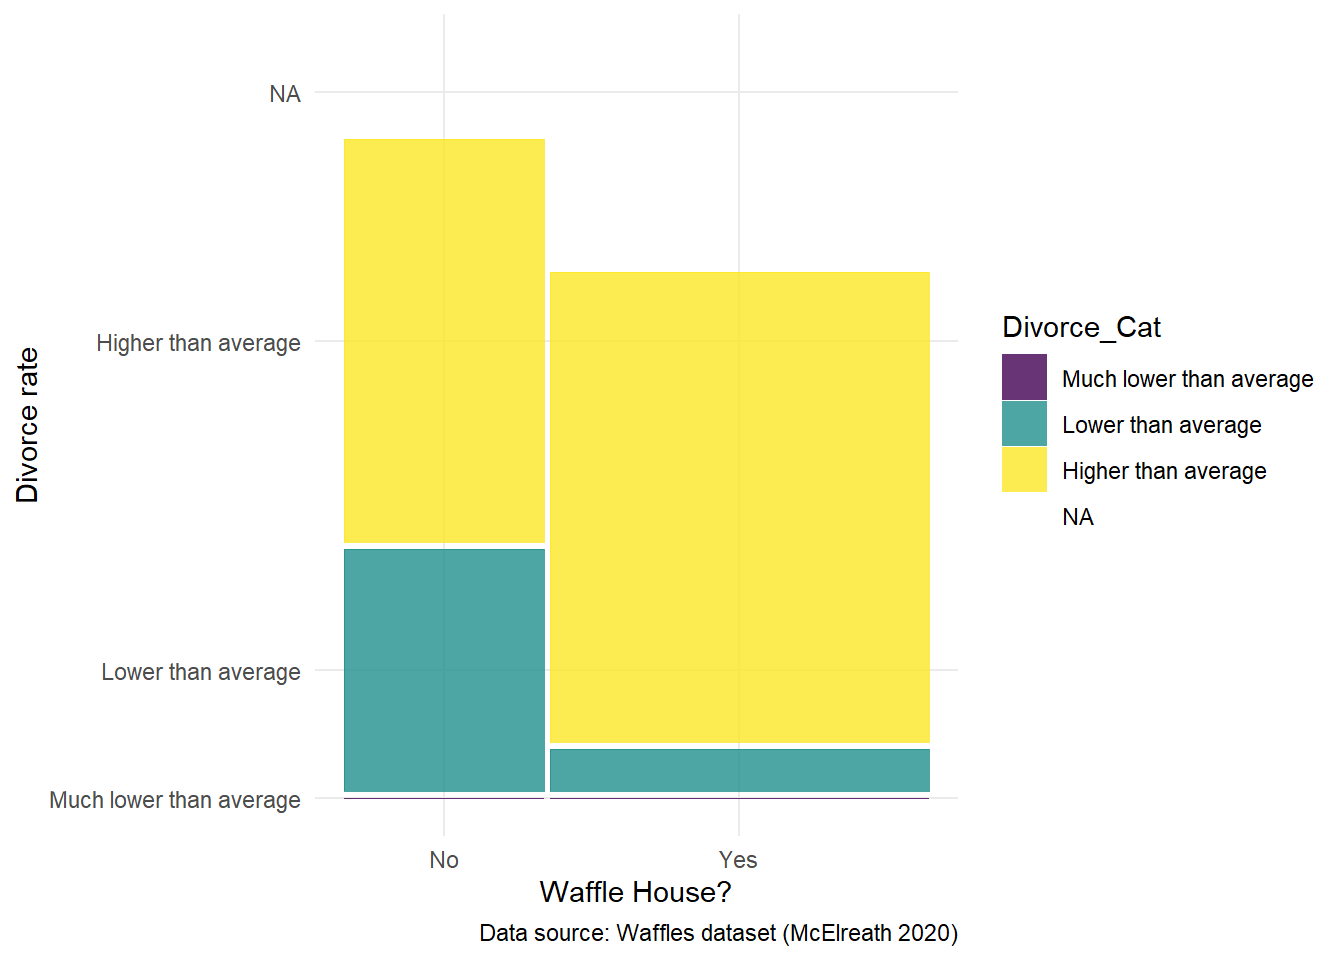 NA
Higher than average
Lower than average
Much lower than average
Divorce rate
No
Yes
Waffle House?
Data source: Waffles dataset (McElreath 2020)
Divorce_Cat
Much lower than average
Lower than average
Higher than average
NA